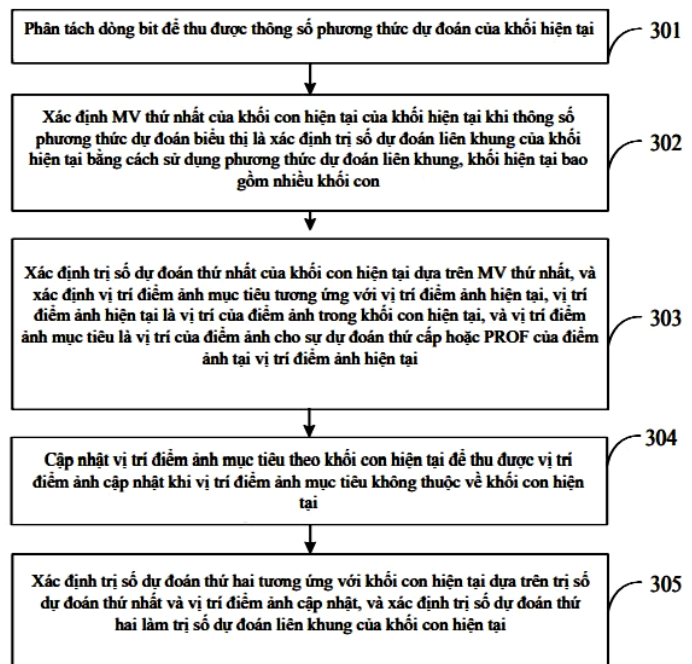 Phân tách dòng bit để thu được thông số phương thức dự đoán của khối hiện tại
301
Xác định MV thứ nhất của khối con hiện tại của khối hiện tại khi thông số
phương thức dự đoán biểu thị là xác định trị số dự đoán liên khung của khối
hiện tại bằng cách sử dụng phương thức dự đoán liên khung, khối hiện tại bao
gồm nhiều khối con
302
Xác định trị số dự đoán thứ nhất của khối con hiện tại dựa trên MV thứ nhất, và
xác định vị trí điểm ảnh mục tiêu tương ứng với vị trí điểm ảnh hiện tại, vị trí
điểm ảnh hiện tại là vị trí của điểm ảnh trong khối con hiện tại, và vị trí điểm
ảnh mục tiêu là vị trí của điểm ảnh cho sự dự đoán thứ cấp hoặc PROF của điểm
ảnh tại vị trí điểm ảnh hiện tại
303
Cập nhật vị trí điểm ảnh mục tiêu theo khối con hiện tại để thu được vị trí
điểm ảnh cập nhật khi vị trí điểm ảnh mục tiêu không thuộc về khối con hiện
tại
304
Xác định trị số dự đoán thứ hai tương ứng với khối con hiện tại dựa trên trị số
dự đoán thứ nhất và vị trí điểm ảnh cập nhật, và xác định trị số dự đoán thứ
hai làm trị số dự đoán liên khung của khối con hiện tại
305